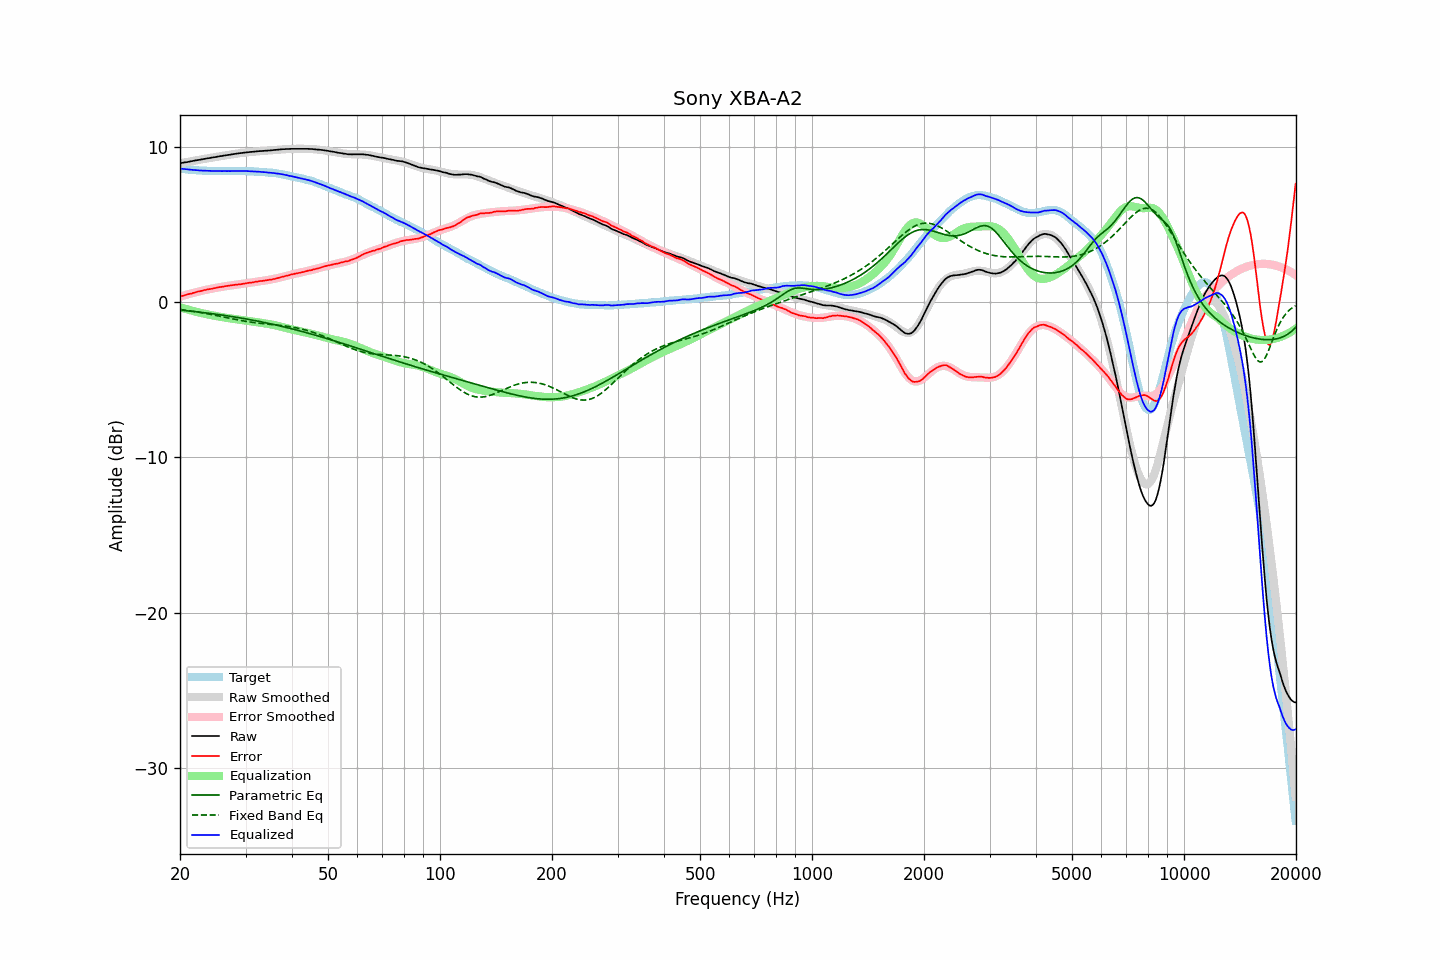 Sony XBA-A2
10
0
−10
−20
−30
Amplitude (dBr)
Target
Raw Smoothed
Error Smoothed
Raw
Error
Equalization
Parametric Eq
Fixed Band Eq
Equalized
20 50 100 200 500 1000 2000 5000 10000 20000
Frequency (Hz)